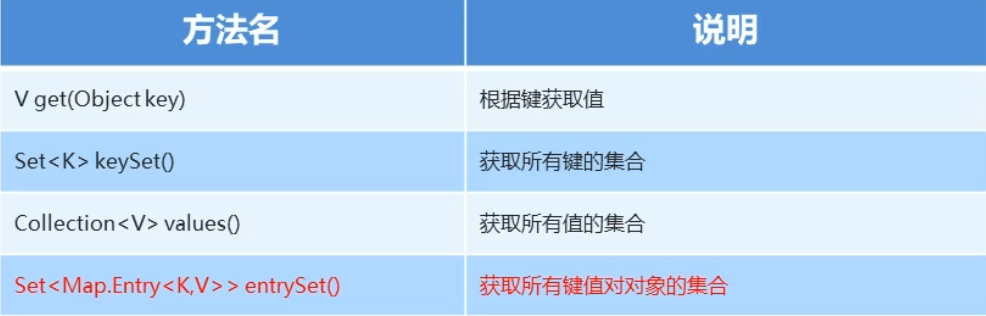 方法名 说明
V get(Object key) 根据键获取值
Set<K> keySet() 获取所有键的集合
Collection<V> values() 获取所有值的集合
Set<Map.Entry<K,V>> entrySet() 获取所有键值对对象的集合